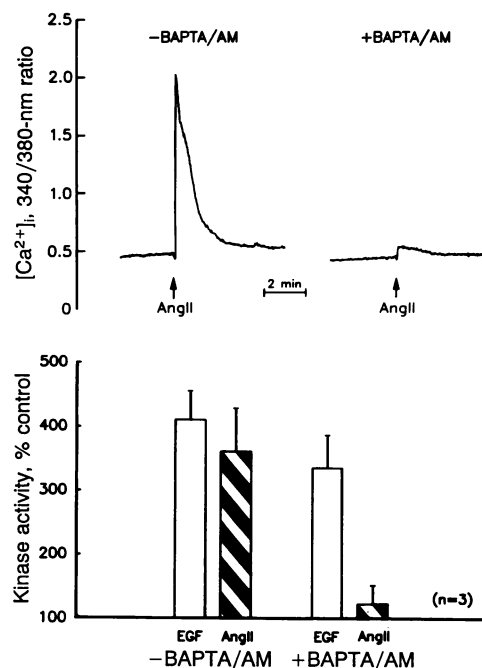 −BAPTA/AM +BAPTA/AM
[Ca²⁺]i, 340/380-nm ratio
2.5
2.0
1.5
1.0
0.5
0
AngII
2 min
AngII
Kinase activity, % control
500
400
300
200
100
(n=3)
EGF AngII EGF AngII
−BAPTA/AM +BAPTA/AM